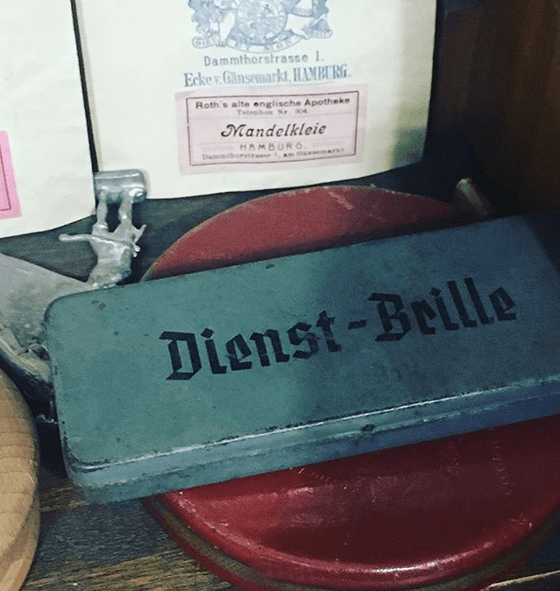 Dammthorstrasse 1.
Ecke v. Gänsemarkt, HAMBURG.
Roth's alte englische Apotheke
Telephon Nr. 304
Mandelkleie
HAMBURG.
Dammthorstrasse 1, am Gänsemarkt
Dienst-Brille